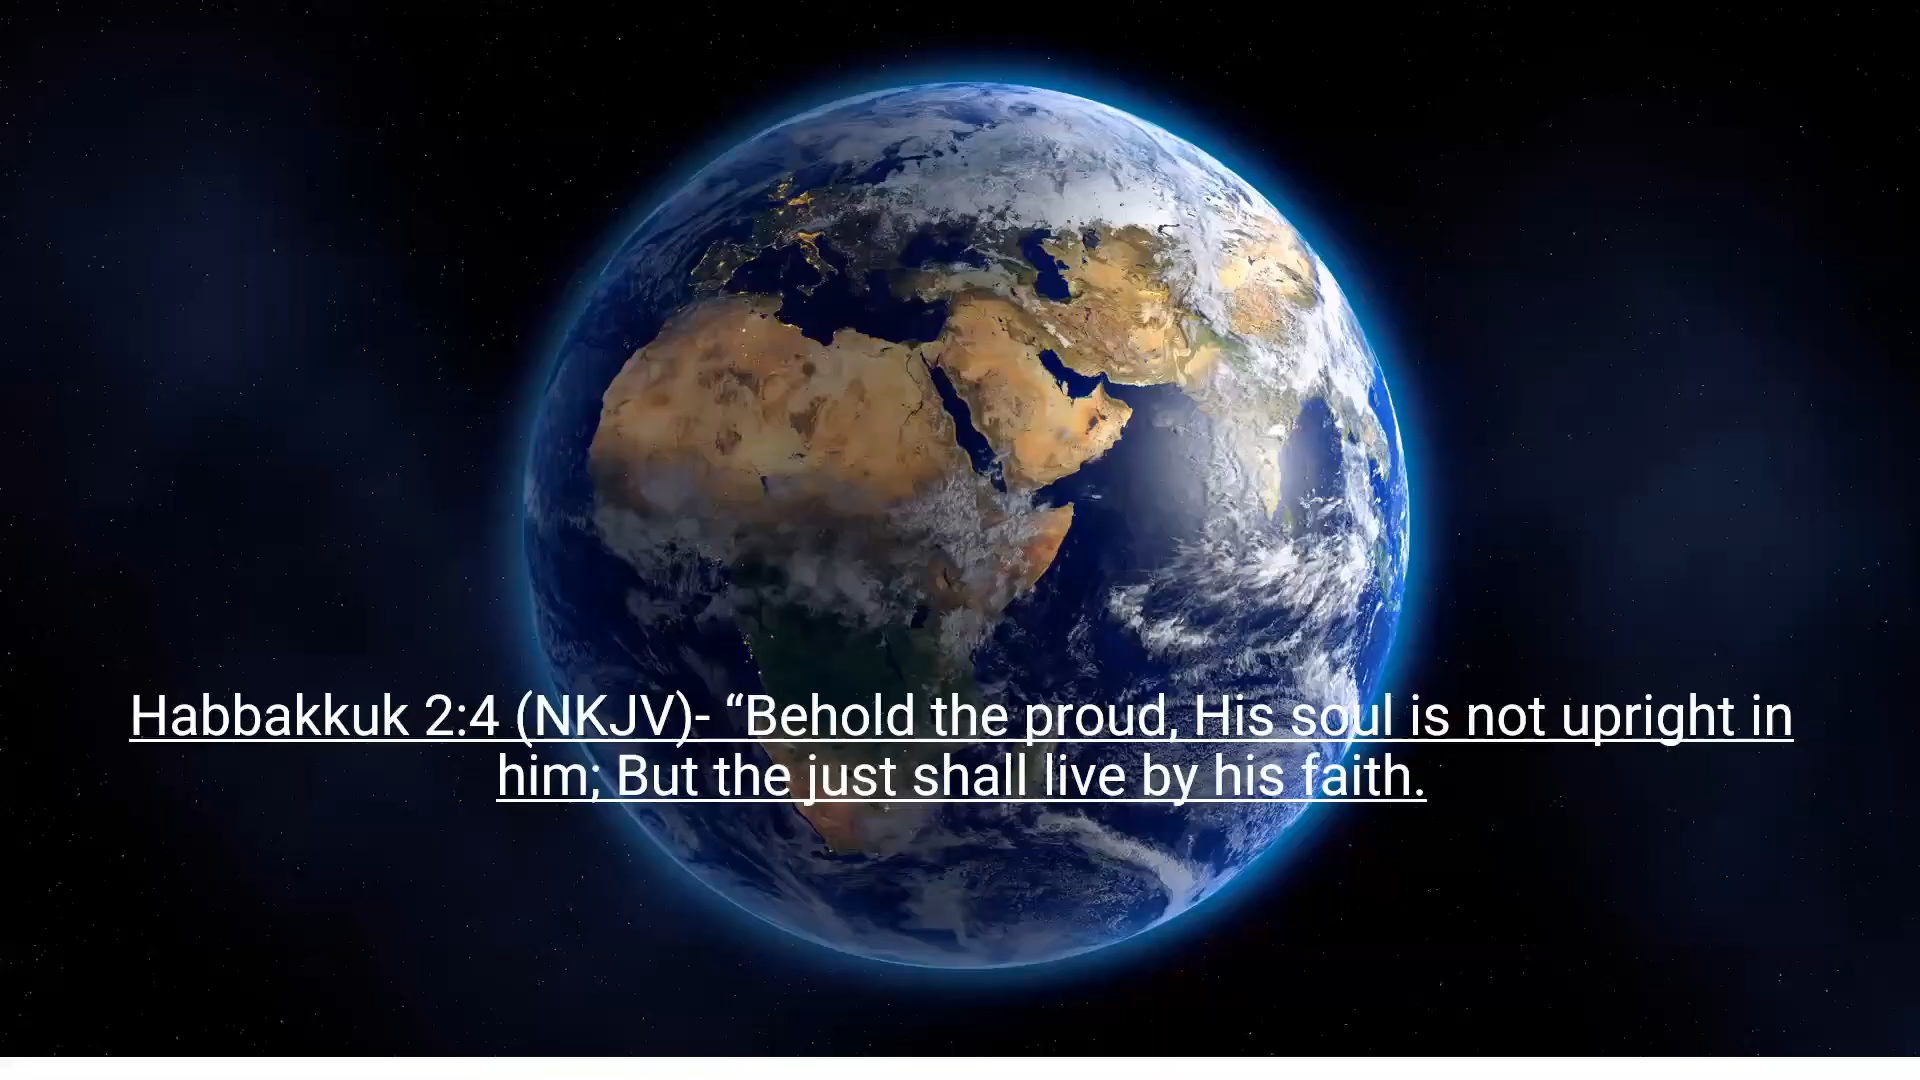 Habbakkuk 2:4 (NKJV)- “Behold the proud, His soul is not upright in
him; But the just shall live by his faith.